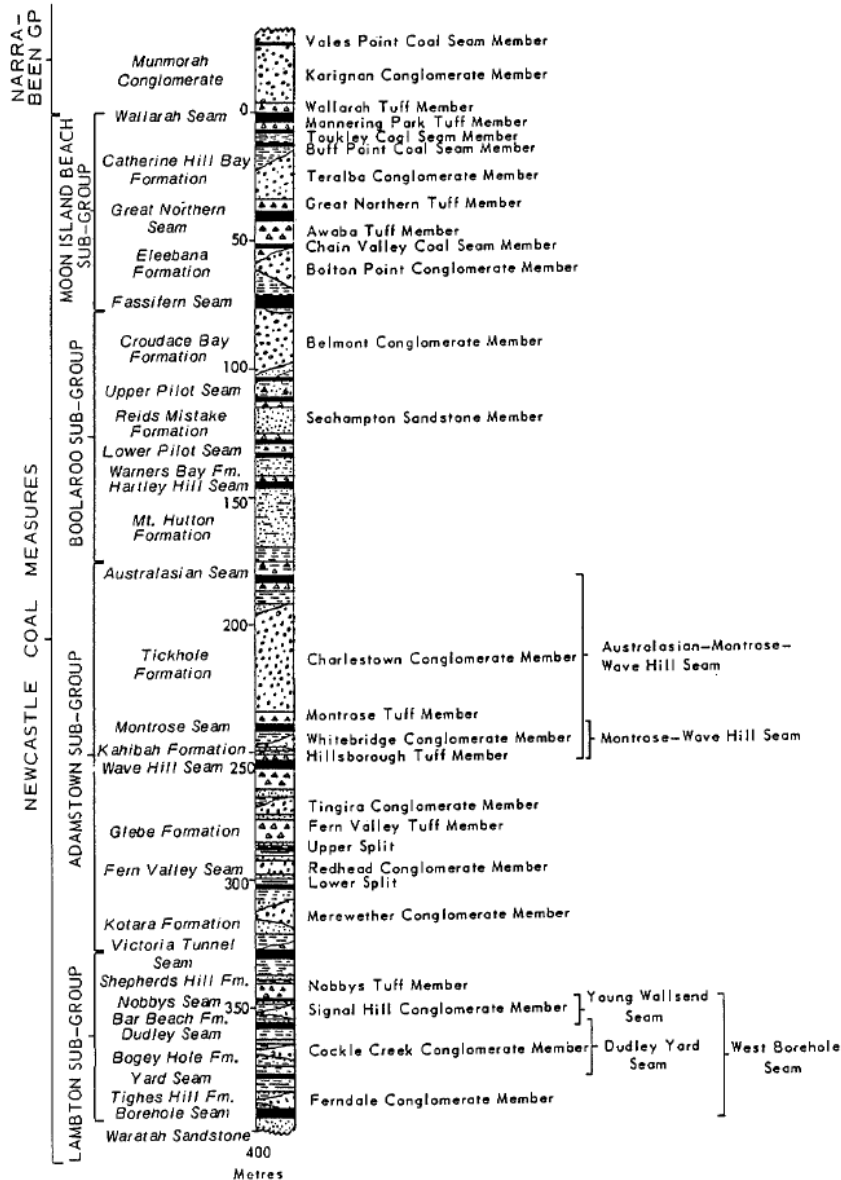 NARRA-
BEEN GP
NEWCASTLE COAL MEASURES
MOON ISLAND BEACH
SUB-GROUP
BOOLAROO SUB-GROUP
ADAMSTOWN SUB-GROUP
LAMBTON SUB-GROUP
Munmorah
Conglomerate
Wallarah Seam
Catherine Hill Bay
Formation
Great Northern
Seam
Eleebana
Formation
Fassifern Seam
Croudace Bay
Formation
Upper Pilot Seam
Reids Mistake
Formation
Lower Pilot Seam
Warners Bay Fm.
Hartley Hill Seam
Mt. Hutton
Formation
Australasian Seam
Tickhole
Formation
Montrose Seam
Kahibah Formation
Wave Hill Seam
Glebe Formation
Fern Valley Seam
Kotara Formation
Victoria Tunnel
Seam
Shepherds Hill Fm.
Nobbys Seam
Bar Beach Fm.
Dudley Seam
Bogey Hole Fm.
Yard Seam
Tighes Hill Fm.
Borehole Seam
Waratah Sandstone
0
50
100
150
200
250
300
350
400
Metres
Vales Point Coal Seam Member
Karignan Conglomerate Member
Wallarah Tuff Member
Mannering Park Tuff Member
Toukley Coal Seam Member
Buff Point Coal Seam Member
Teralba Conglomerate Member
Great Northern Tuff Member
Awaba Tuff Member
Chain Valley Coal Seam Member
Bolton Point Conglomerate Member
Belmont Conglomerate Member
Seahampton Sandstone Member
Charlestown Conglomerate Member
Montrose Tuff Member
Whitebridge Conglomerate Member
Hillsborough Tuff Member
Tingira Conglomerate Member
Fern Valley Tuff Member
Upper Split
Redhead Conglomerate Member
Lower Split
Merewether Conglomerate Member
Nobbys Tuff Member
Signal Hill Conglomerate Member
Cockle Creek Conglomerate Member
Ferndale Conglomerate Member
Australasian-Montrose-
Wave Hill Seam
Montrose-Wave Hill Seam
Young Wallsend
Seam
Dudley Yard
Seam
West Borehole
Seam